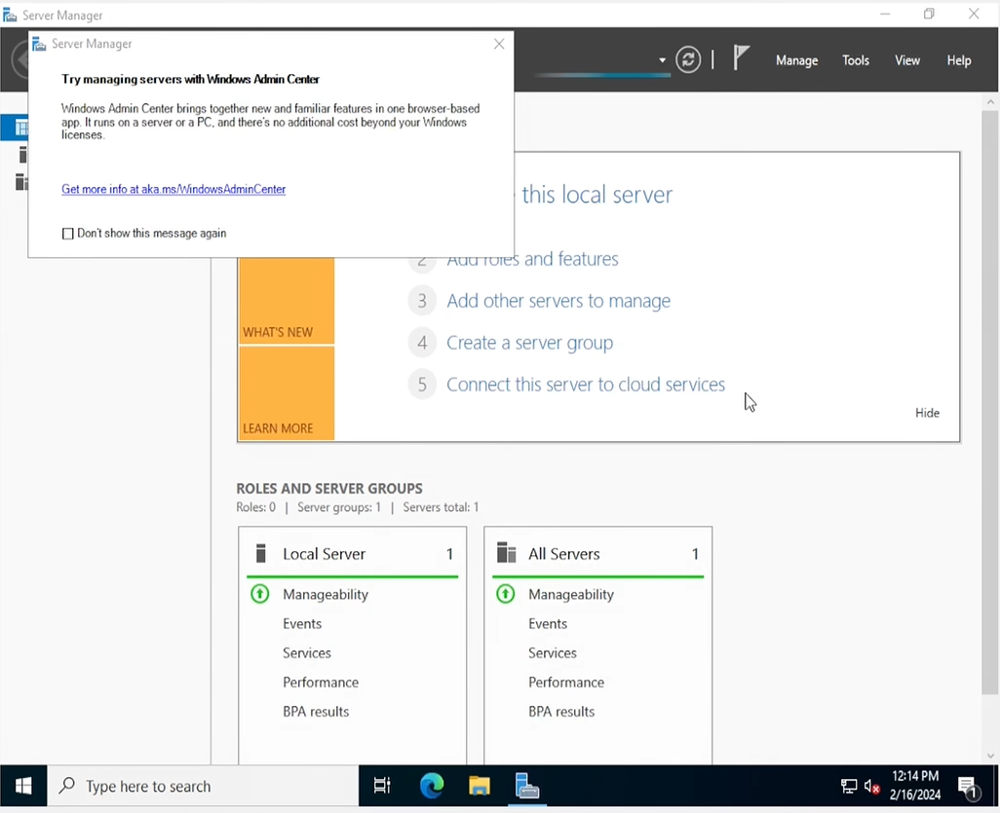 Server Manager
Server Manager
Try managing servers with Windows Admin Center
Windows Admin Center brings together new and familiar features in one browser-based
app. It runs on a server or a PC, and there's no additional cost beyond your Windows
licenses.
Get more info at aka.ms/WindowsAdminCenter
Don't show this message again
Manage Tools View Help
this local server
2 Add roles and features
3 Add other servers to manage
4 Create a server group
5 Connect this server to cloud services
WHAT'S NEW
LEARN MORE
Hide
ROLES AND SERVER GROUPS
Roles: 0 | Server groups: 1 | Servers total: 1
Local Server 1
Manageability
Events
Services
Performance
BPA results
All Servers 1
Manageability
Events
Services
Performance
BPA results
Type here to search
12:14 PM
2/16/2024
1